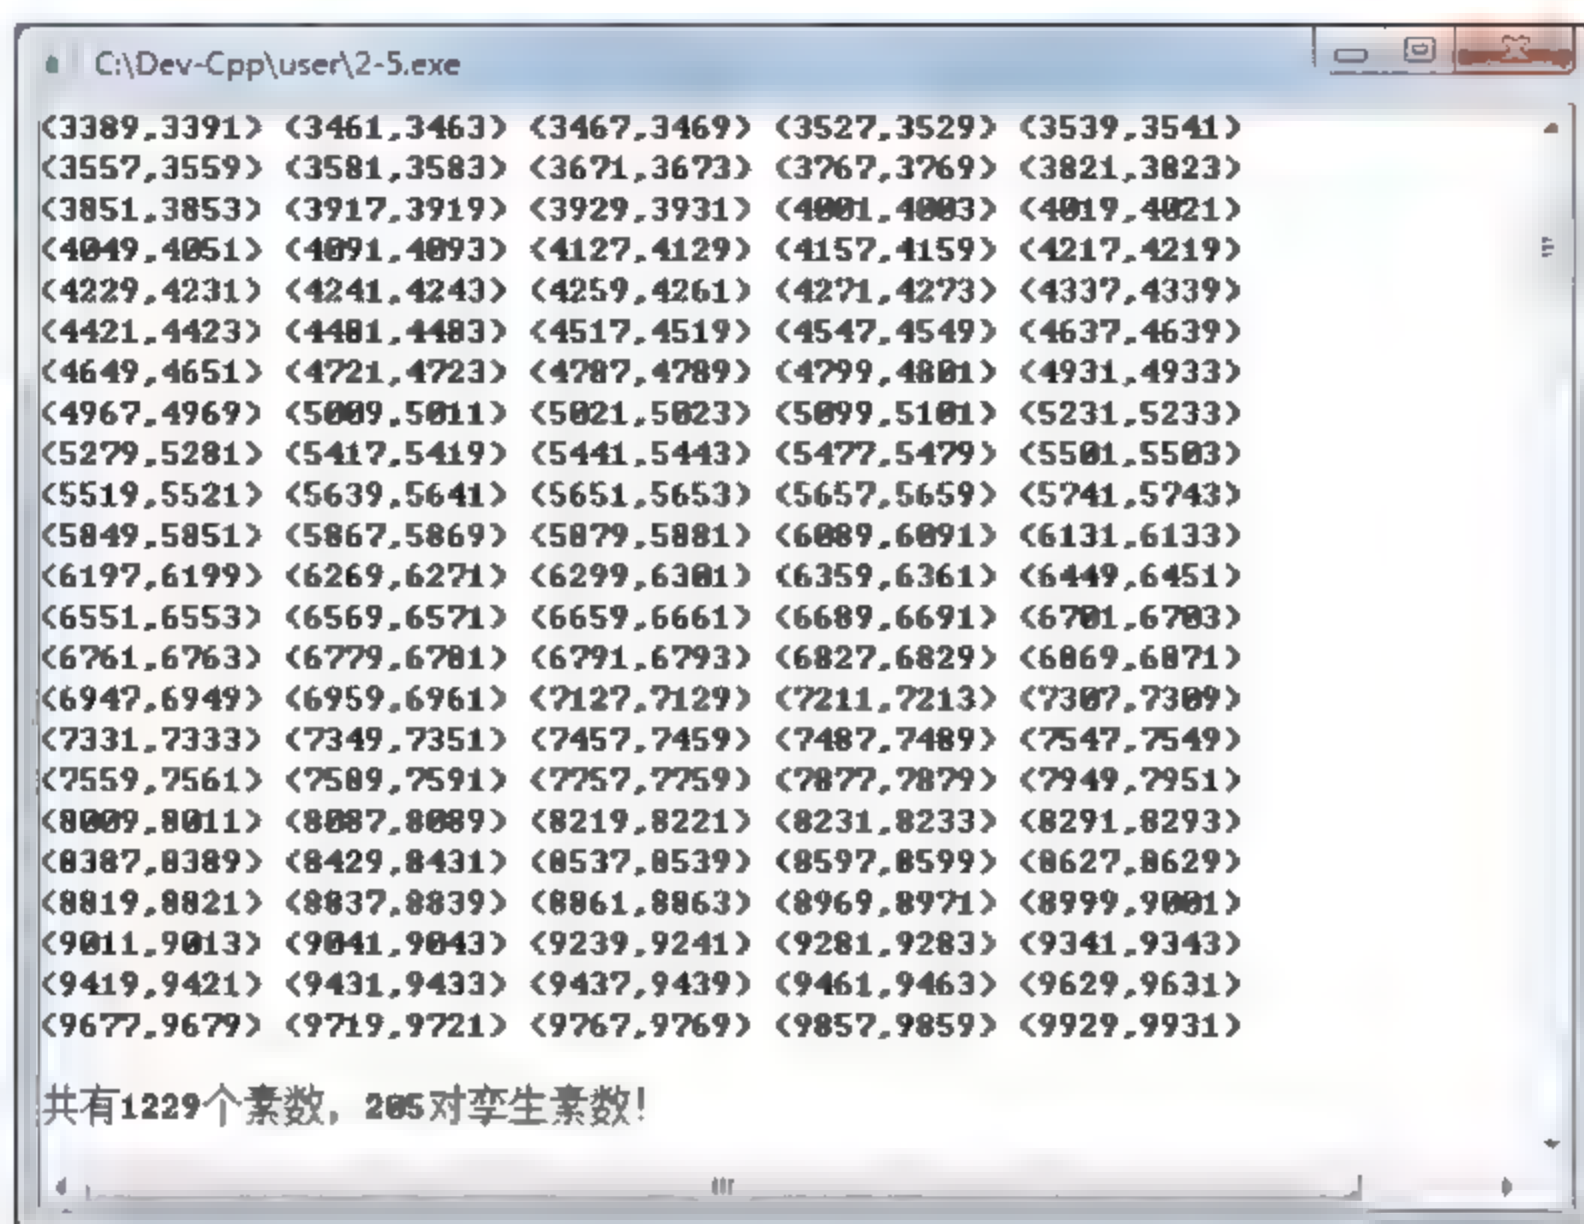 C:\Dev-Cpp\user\2-5.exe
(3389,3391) (3461,3463) (3467,3469) (3527,3529) (3539,3541)
(3557,3559) (3581,3583) (3671,3673) (3767,3769) (3821,3823)
(3851,3853) (3917,3919) (3929,3931) (4001,4003) (4019,4021)
(4049,4051) (4091,4093) (4127,4129) (4157,4159) (4217,4219)
(4229,4231) (4241,4243) (4259,4261) (4271,4273) (4337,4339)
(4421,4423) (4481,4483) (4517,4519) (4547,4549) (4637,4639)
(4649,4651) (4721,4723) (4787,4789) (4799,4801) (4931,4933)
(4967,4969) (5009,5011) (5021,5023) (5099,5101) (5231,5233)
(5279,5281) (5417,5419) (5441,5443) (5477,5479) (5501,5503)
(5519,5521) (5639,5641) (5651,5653) (5657,5659) (5741,5743)
(5849,5851) (5867,5869) (5879,5881) (6089,6091) (6131,6133)
(6197,6199) (6269,6271) (6299,6301) (6359,6361) (6449,6451)
(6551,6553) (6569,6571) (6659,6661) (6689,6691) (6701,6703)
(6761,6763) (6779,6781) (6791,6793) (6827,6829) (6869,6871)
(6947,6949) (6959,6961) (7127,7129) (7211,7213) (7307,7309)
(7331,7333) (7349,7351) (7457,7459) (7487,7489) (7547,7549)
(7559,7561) (7589,7591) (7757,7759) (7877,7879) (7949,7951)
(8009,8011) (8087,8089) (8219,8221) (8231,8233) (8291,8293)
(8387,8389) (8429,8431) (8537,8539) (8597,8599) (8627,8629)
(8819,8821) (8837,8839) (8861,8863) (8969,8971) (8999,9001)
(9011,9013) (9041,9043) (9239,9241) (9281,9283) (9341,9343)
(9419,9421) (9431,9433) (9437,9439) (9461,9463) (9629,9631)
(9677,9679) (9719,9721) (9767,9769) (9857,9859) (9929,9931)
共有1229个素数，205对孪生素数！